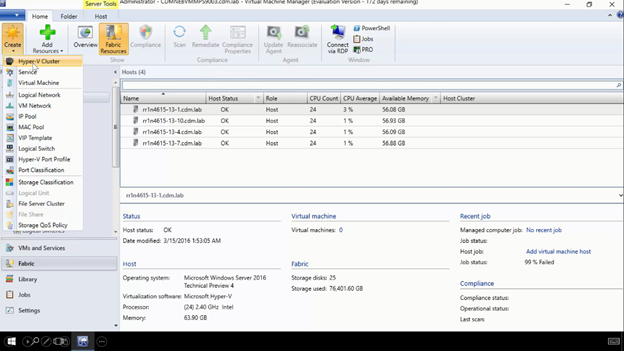 Server Tools
Administrator - CDMNEBVMMPS9003.cdm.lab - Virtual Machine Manager (Evaluation Version - 172 days remaining)
Home Folder Host
Create
Add Resources
Overview
Fabric Resources
Compliance
Scan
Remediate
Compliance Properties
Update Agent
Reassociate
Connect via RDP
PowerShell
Jobs
PRO
Show
Compliance
Agent
Window
Hyper-V Cluster
Service
Virtual Machine
Logical Network
VM Network
IP Pool
MAC Pool
VIP Template
Logical Switch
Hyper-V Port Profile
Port Classification
Storage Classification
Logical Unit
File Server Cluster
File Share
Storage QoS Policy
VMs and Services
Fabric
Library
Jobs
Settings
Hosts (4)
Name Host Status Role CPU Count CPU Average Available Memory Host Cluster
rr1n4615-13-1.cdm.lab OK Host 24 3 % 56.08 GB
rr1n4615-13-10.cdm.lab OK Host 24 1 % 56.93 GB
rr1n4615-13-4.cdm.lab OK Host 24 1 % 56.09 GB
rr1n4615-13-7.cdm.lab OK Host 24 1 % 56.88 GB
rr1n4615-13-1.cdm.lab
Status
Host status: OK
Date modified: 3/15/2016 1:53:05 AM
Host
Operating system: Microsoft Windows Server 2016 Technical Preview 4
Virtualization software: Microsoft Hyper-V
Processor: (24) 2.40 GHz Intel
Memory: 63.90 GB
Virtual machine
Virtual machines: 0
Fabric
Storage disks: 25
Storage used: 76,401.60 GB
Recent job
Managed computer job: No recent job
Job status:
Host job: Add virtual machine host
Job status: 99 % Failed
Compliance
Compliance status:
Operational status:
Last scan: